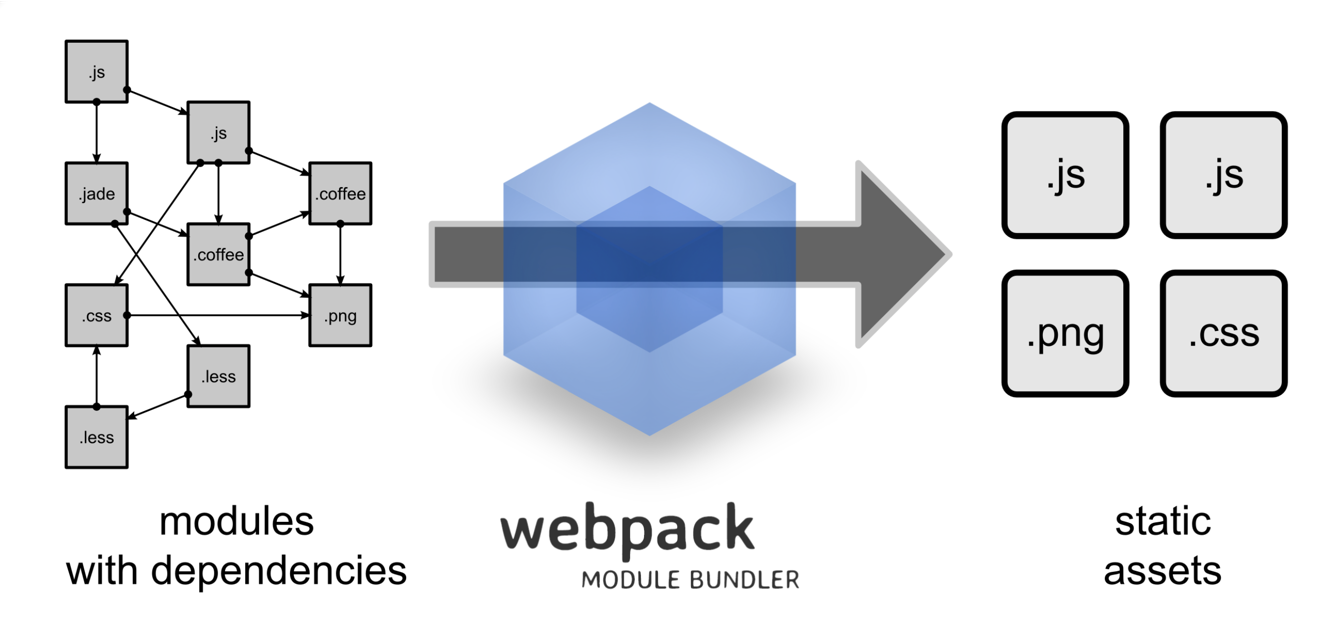 .js
.js
.jade
.coffee
.coffee
.css
.png
.less
.less
modules
with dependencies
webpack
MODULE BUNDLER
.js
.js
.png
.css
static
assets